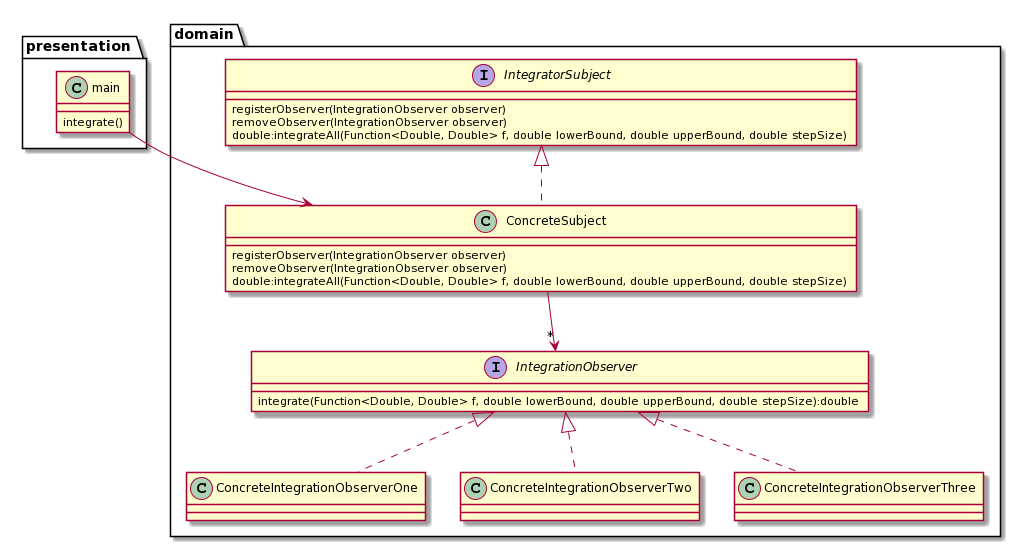 presentation
C main
integrate()
domain
I IntegratorSubject
registerObserver(IntegrationObserver observer)
removeObserver(IntegrationObserver observer)
double:integrateAll(Function<Double, Double> f, double lowerBound, double upperBound, double stepSize)
C ConcreteSubject
registerObserver(IntegrationObserver observer)
removeObserver(IntegrationObserver observer)
double:integrateAll(Function<Double, Double> f, double lowerBound, double upperBound, double stepSize)
*
I IntegrationObserver
integrate(Function<Double, Double> f, double lowerBound, double upperBound, double stepSize):double
C ConcreteIntegrationObserverOne
C ConcreteIntegrationObserverTwo
C ConcreteIntegrationObserverThree